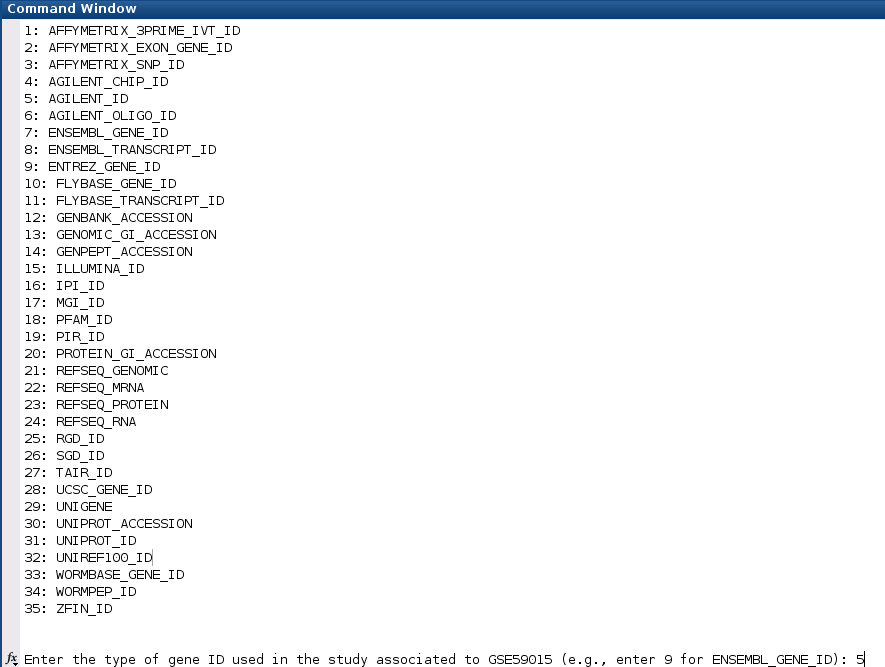 Command Window
1: AFFYMETRIX_3PRIME_IVT_ID
2: AFFYMETRIX_EXON_GENE_ID
3: AFFYMETRIX_SNP_ID
4: AGILENT_CHIP_ID
5: AGILENT_ID
6: AGILENT_OLIGO_ID
7: ENSEMBL_GENE_ID
8: ENSEMBL_TRANSCRIPT_ID
9: ENTREZ_GENE_ID
10: FLYBASE_GENE_ID
11: FLYBASE_TRANSCRIPT_ID
12: GENBANK_ACCESSION
13: GENOMIC_GI_ACCESSION
14: GENPEPT_ACCESSION
15: ILLUMINA_ID
16: IPI_ID
17: MGI_ID
18: PFAM_ID
19: PIR_ID
20: PROTEIN_GI_ACCESSION
21: REFSEQ_GENOMIC
22: REFSEQ_MRNA
23: REFSEQ_PROTEIN
24: REFSEQ_RNA
25: RGD_ID
26: SGD_ID
27: TAIR_ID
28: UCSC_GENE_ID
29: UNIGENE
30: UNIPROT_ACCESSION
31: UNIPROT_ID
32: UNIREF100_ID
33: WORMBASE_GENE_ID
34: WORMPEP_ID
35: ZFIN_ID
fx Enter the type of gene ID used in the study associated to GSE59015 (e.g., enter 9 for ENSEMBL_GENE_ID): 5